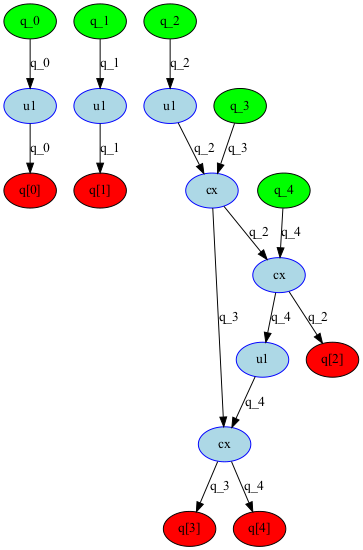 q_0 q_1 q_2
q_0 q_1 q_2
u1 u1 u1 q_3
q_0 q_1 q_2 q_3
q[0] q[1] cx q_4
q_2 q_4
cx
q_3 q_4 q_2
u1 q[2]
q_4
cx
q_3 q_4
q[3] q[4]